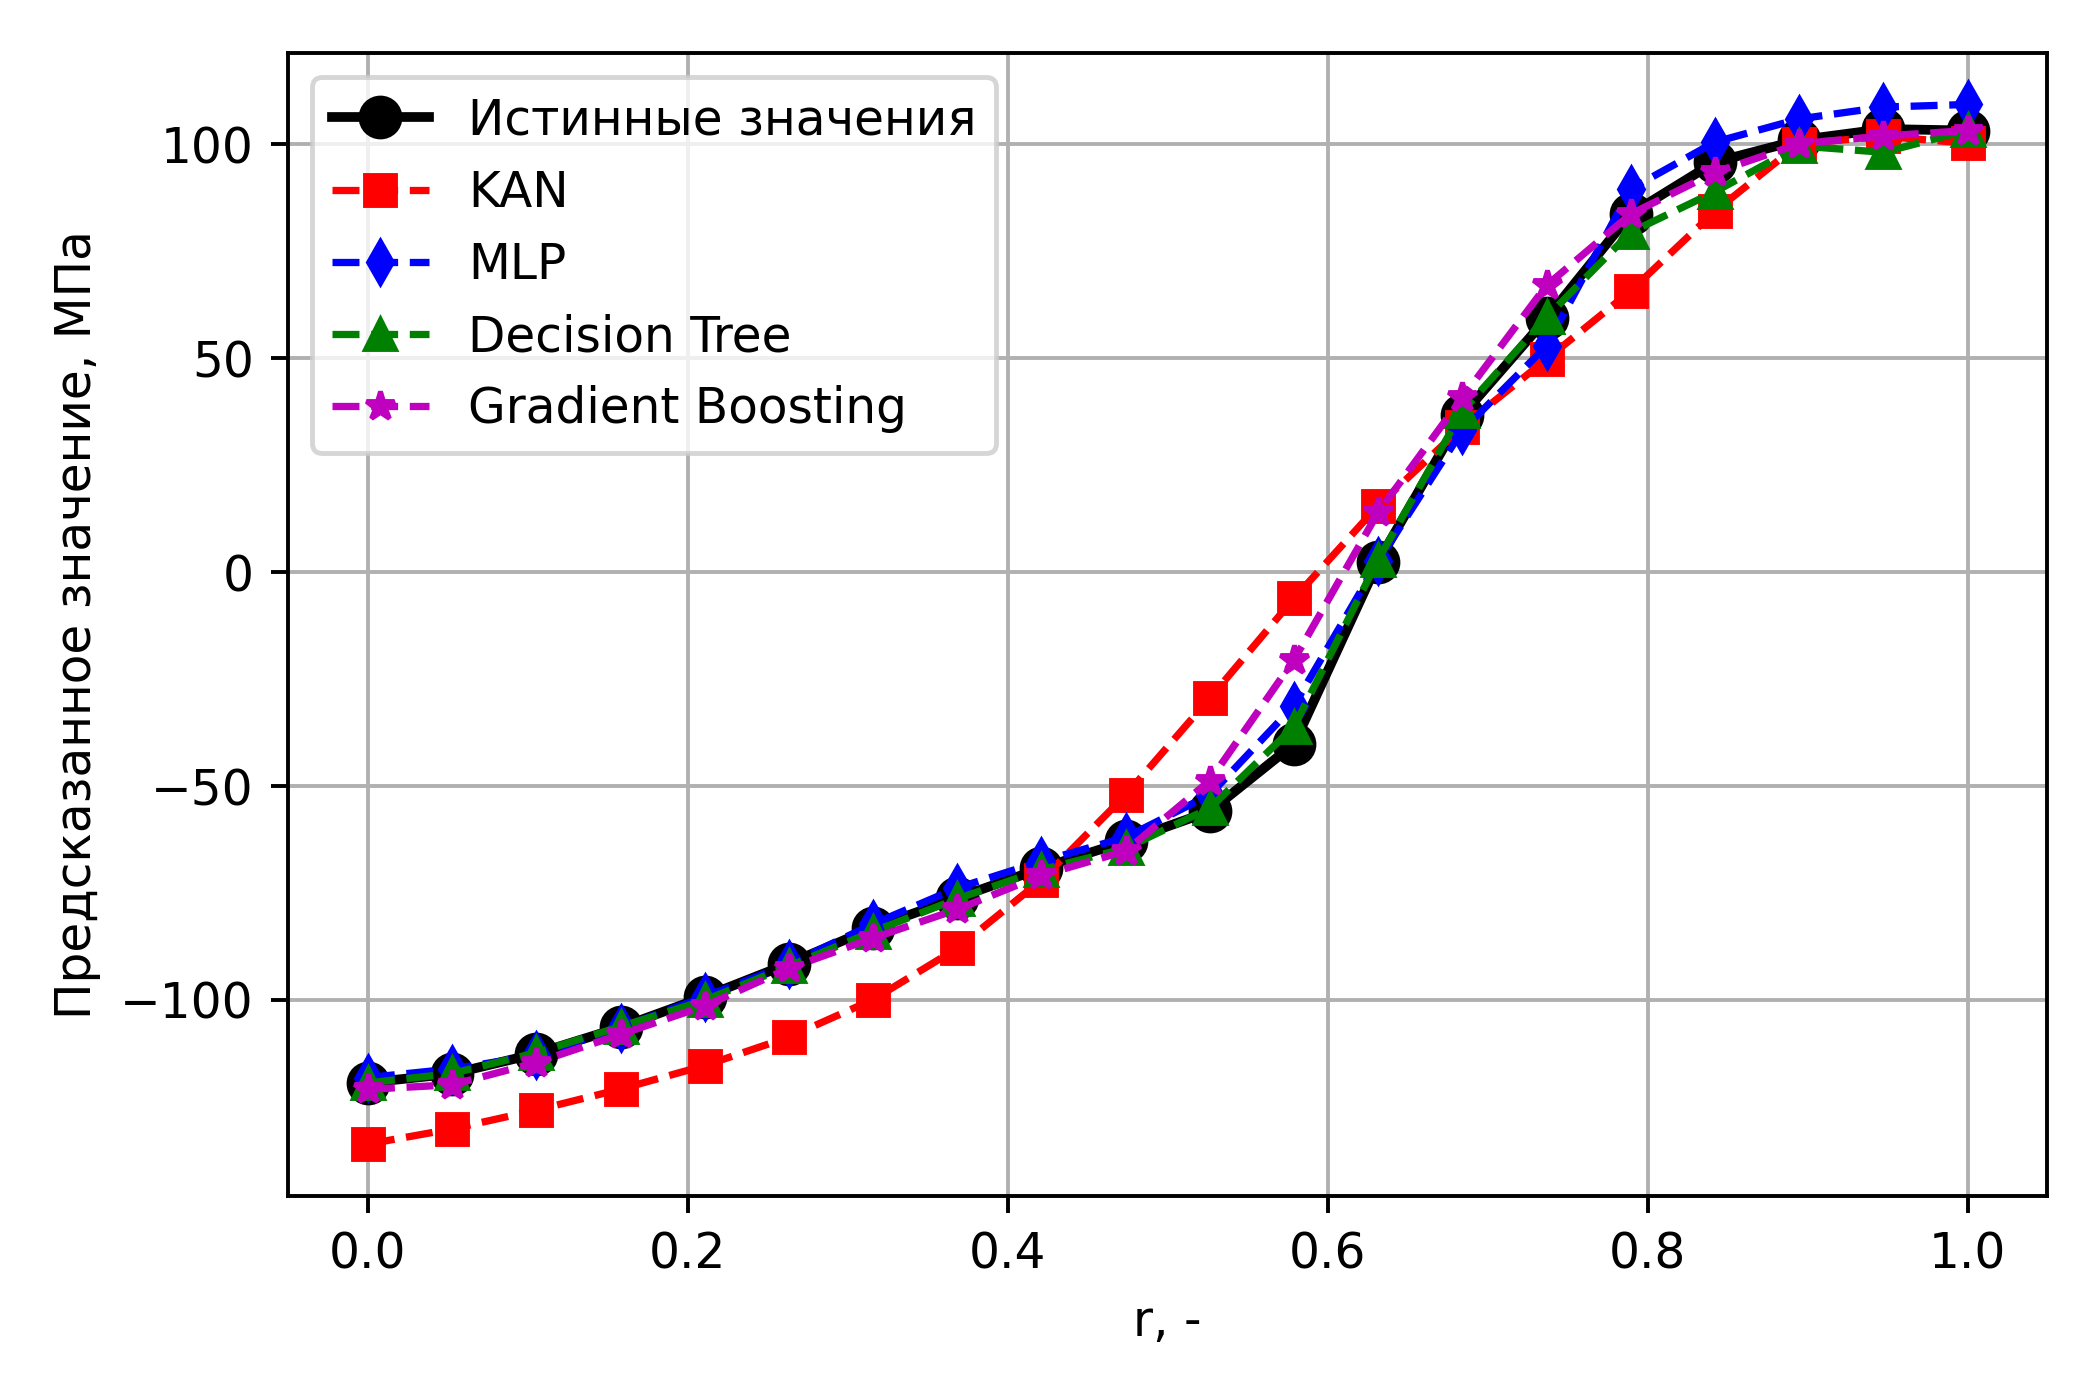 Истинные значения
KAN
MLP
Decision Tree
Gradient Boosting
Предсказанное значение, МПа
100
50
0
−50
−100
0.0 0.2 0.4 0.6 0.8 1.0
r, -